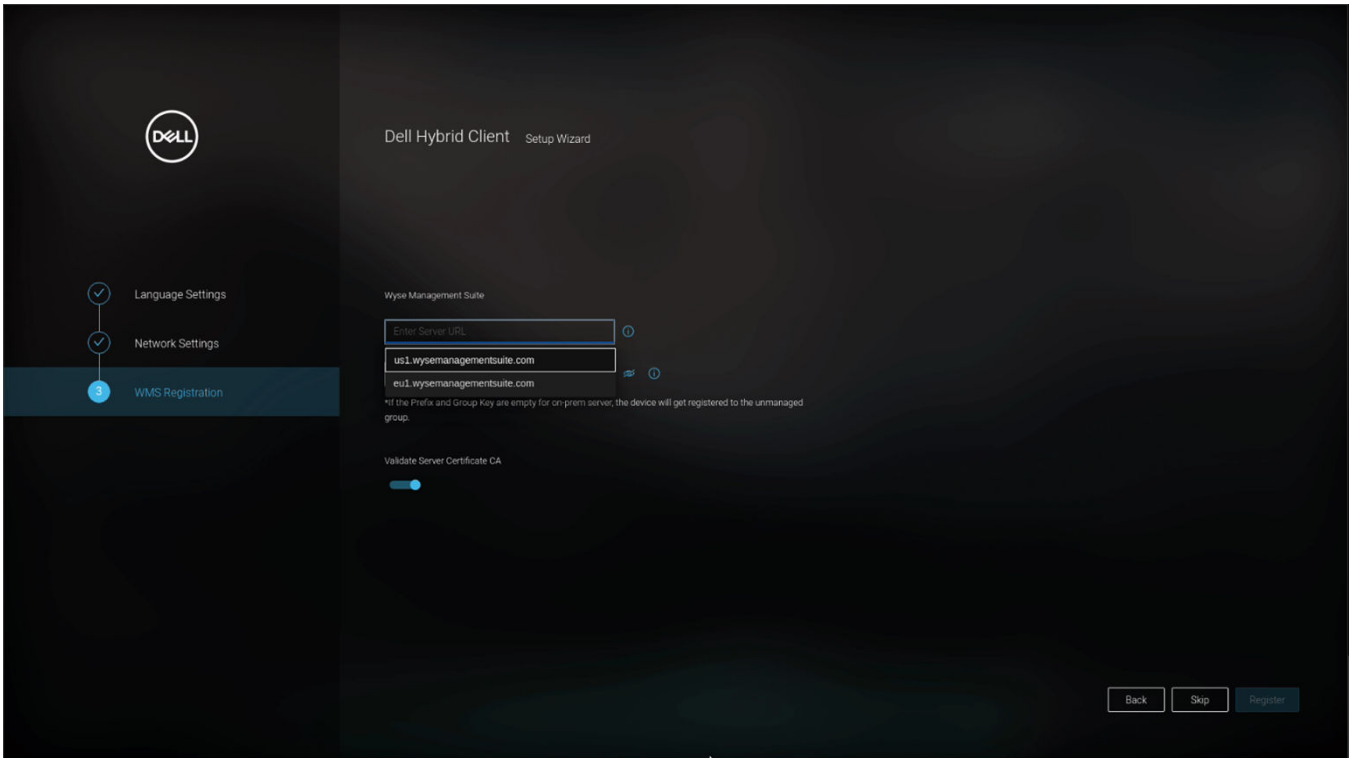 DELL
Dell Hybrid Client Setup Wizard
Language Settings
Network Settings
3 WMS Registration
Wyse Management Suite
Enter Server URL
us1.wysemanagementsuite.com
eu1.wysemanagementsuite.com
*If the Prefix and Group Key are empty for on-prem server, the device will get registered to the unmanaged
group.
Validate Server Certificate CA
Back Skip Register